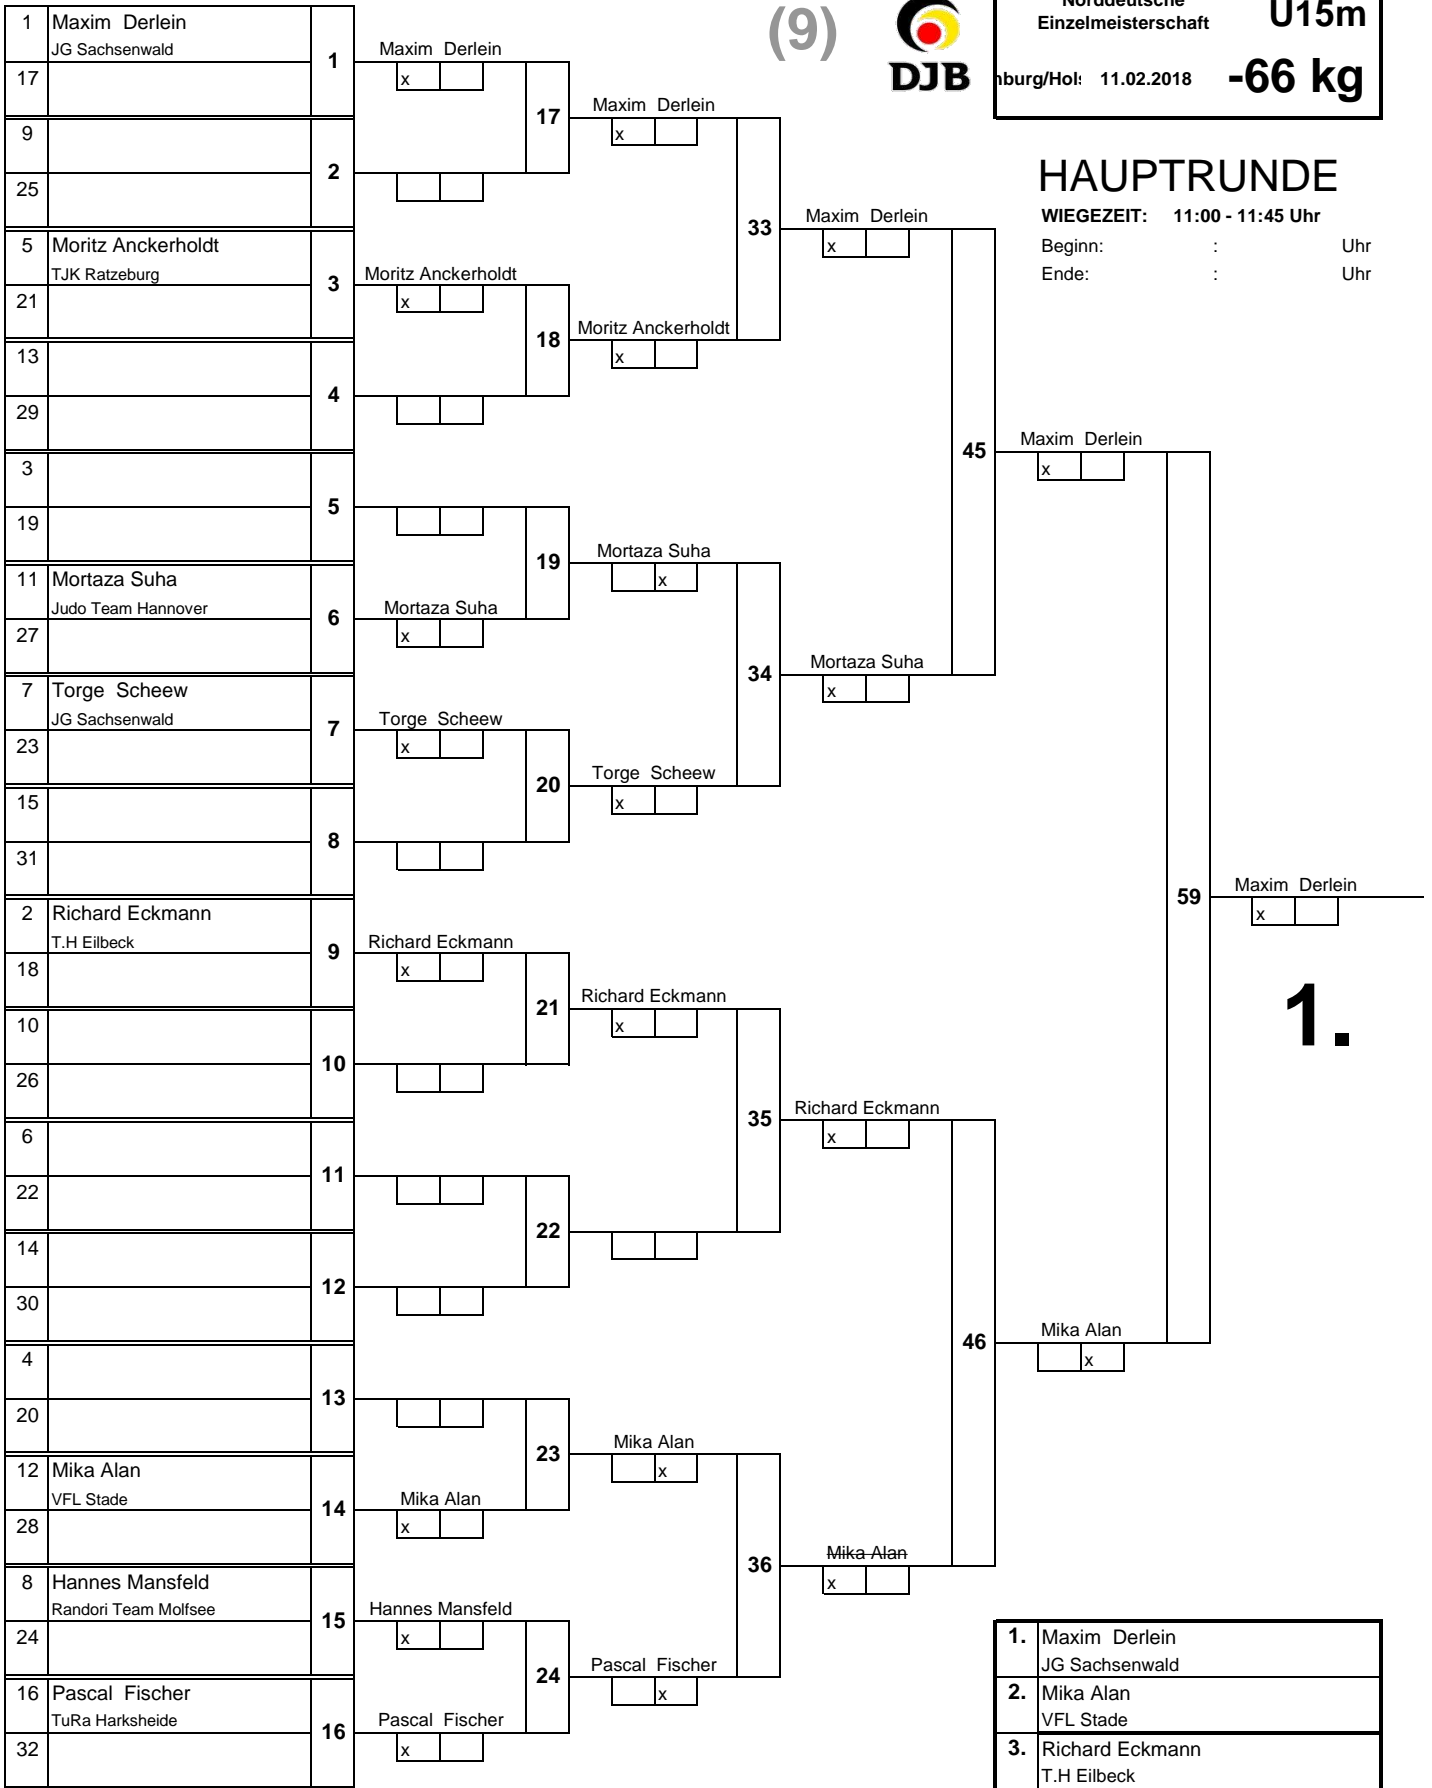 (9)
DJB
Norddeutsche
Einzelmeisterschaft
U15m
11.02.2018
-66 kg
HAUPTRUNDE
WIEGEZEIT: 11:00 - 11:45 Uhr
Beginn: : Uhr
Ende: : Uhr
1 Maxim Derlein
JG Sachsenwald
17
1
9
25
2
5 Moritz Anckerholdt
TJK Ratzeburg
21
3
13
29
4
3
19
5
11 Mortaza Suha
Judo Team Hannover
27
6
7 Torge Scheew
JG Sachsenwald
23
7
15
31
8
2 Richard Eckmann
T.H Eilbeck
18
9
10
26
10
6
22
11
14
30
12
4
20
13
12 Mika Alan
VFL Stade
28
14
8 Hannes Mansfeld
Randori Team Molfsee
24
15
16 Pascal Fischer
TuRa Harksheide
32
16
Maxim Derlein
x
17
Moritz Anckerholdt
x
18
19
Mortaza Suha
x
Torge Scheew
x
20
Richard Eckmann
x
21
22
23
Mika Alan
x
Hannes Mansfeld
x
24
Pascal Fischer
x
Maxim Derlein
x
33
Moritz Anckerholdt
x
Mortaza Suha
x
34
Torge Scheew
x
Richard Eckmann
x
35
Mika Alan
x
36
Pascal Fischer
x
Maxim Derlein
x
45
Mortaza Suha
x
Richard Eckmann
x
46
Mika Alan
x
Maxim Derlein
x
59
Mika Alan
x
Maxim Derlein
x
1.
1. Maxim Derlein
JG Sachsenwald
2. Mika Alan
VFL Stade
3. Richard Eckmann
T.H Eilbeck